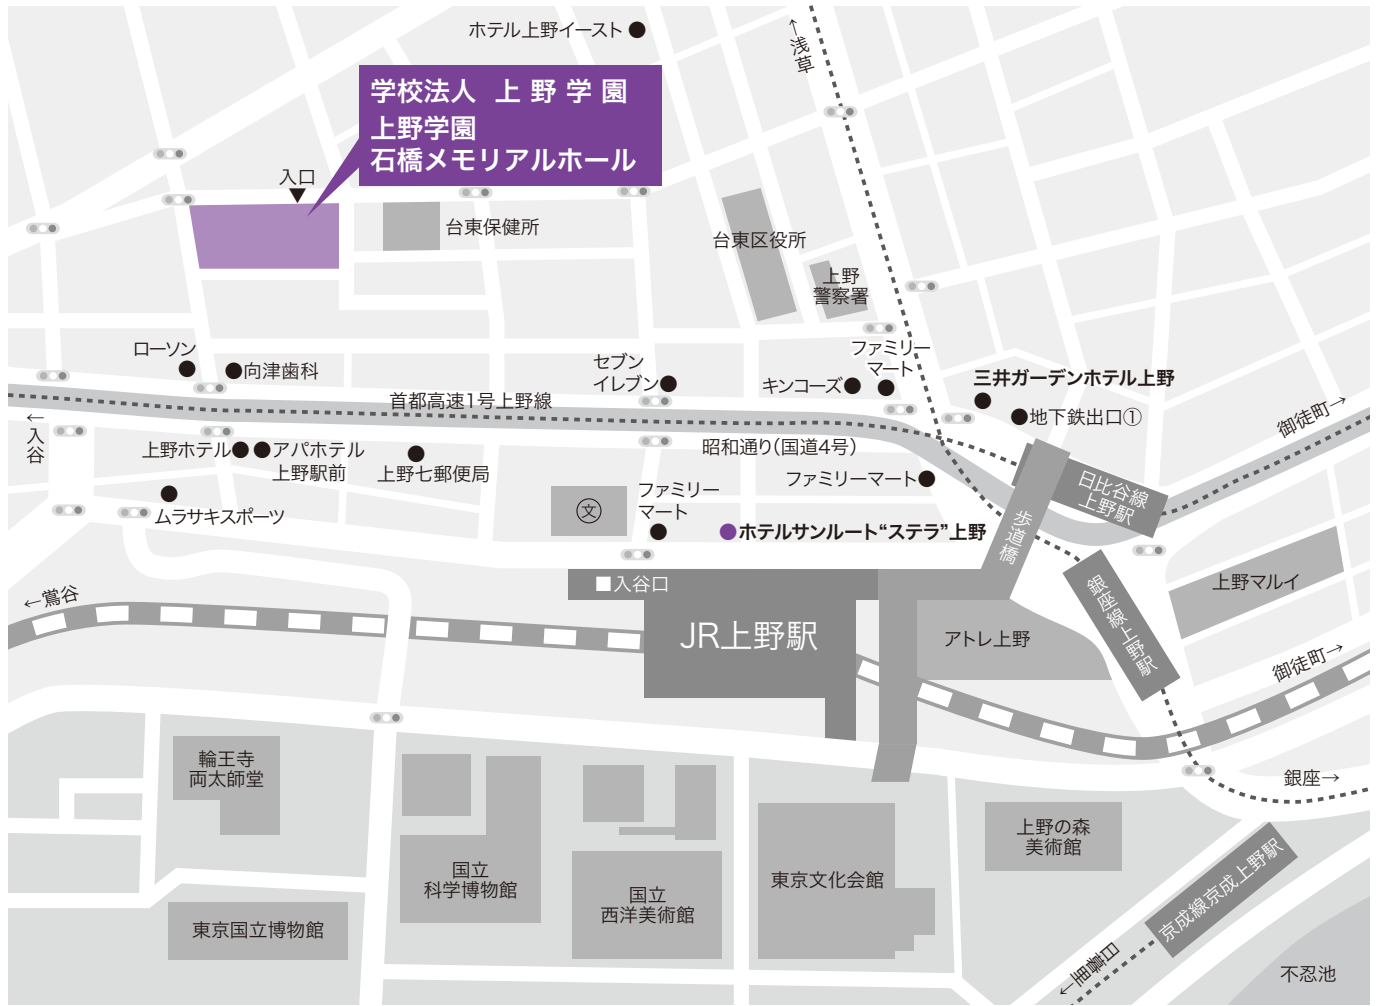 ホテル上野イースト
←浅草
学校法人 上野学園
上野学園
石橋メモリアルホール
入口
台東保健所
台東区役所
上野
警察署
ローソン
向津歯科
セブン
イレブン
キンコーズ
ファミリー
マート
三井ガーデンホテル上野
地下鉄出口①
御徒町→
首都高速1号上野線
←入谷
上野ホテル
アパホテル
上野駅前
上野七郵便局
昭和通り(国道4号)
ファミリーマート
日比谷線
上野駅
ムラサキスポーツ
文
ファミリー
マート
ホテルサンルート“ステラ”上野
歩道橋
←鶯谷
入谷口
JR上野駅
アトレ上野
銀座線上野駅
上野マルイ
御徒町→
輪王寺
両太師堂
銀座→
国立
科学博物館
国立
西洋美術館
東京文化会館
上野の森
美術館
東京国立博物館
京成線京成上野駅
←日暮里
不忍池